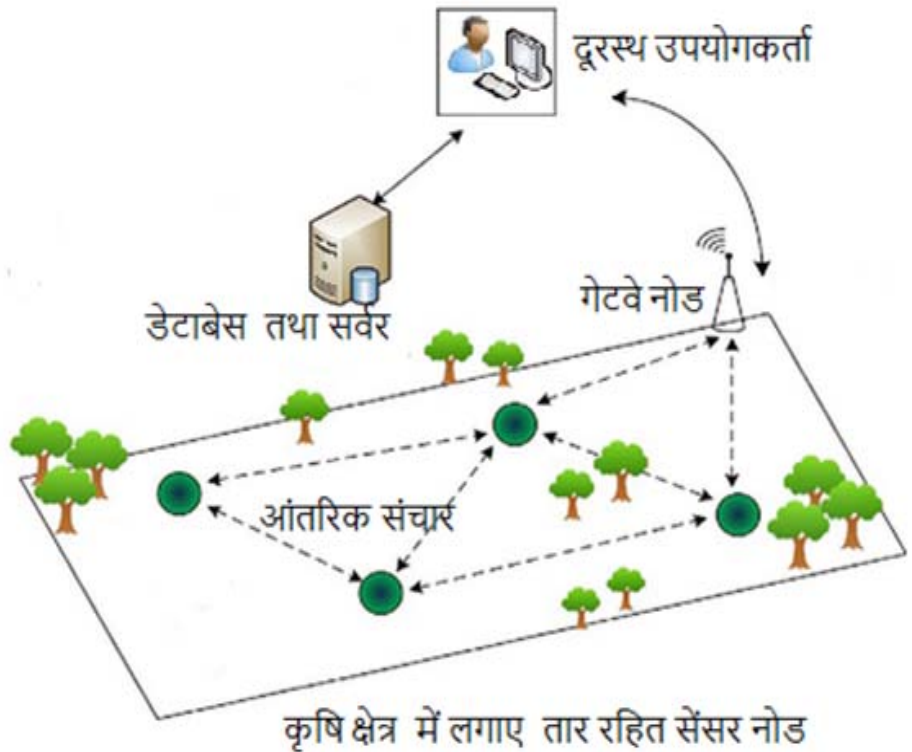 दूरस्थ उपयोगकर्ता
गेटवे नोड
डेटाबेस तथा सर्वर
आंतरिक संचार
कृषि क्षेत्र में लगाए तार रहित सेंसर नोड